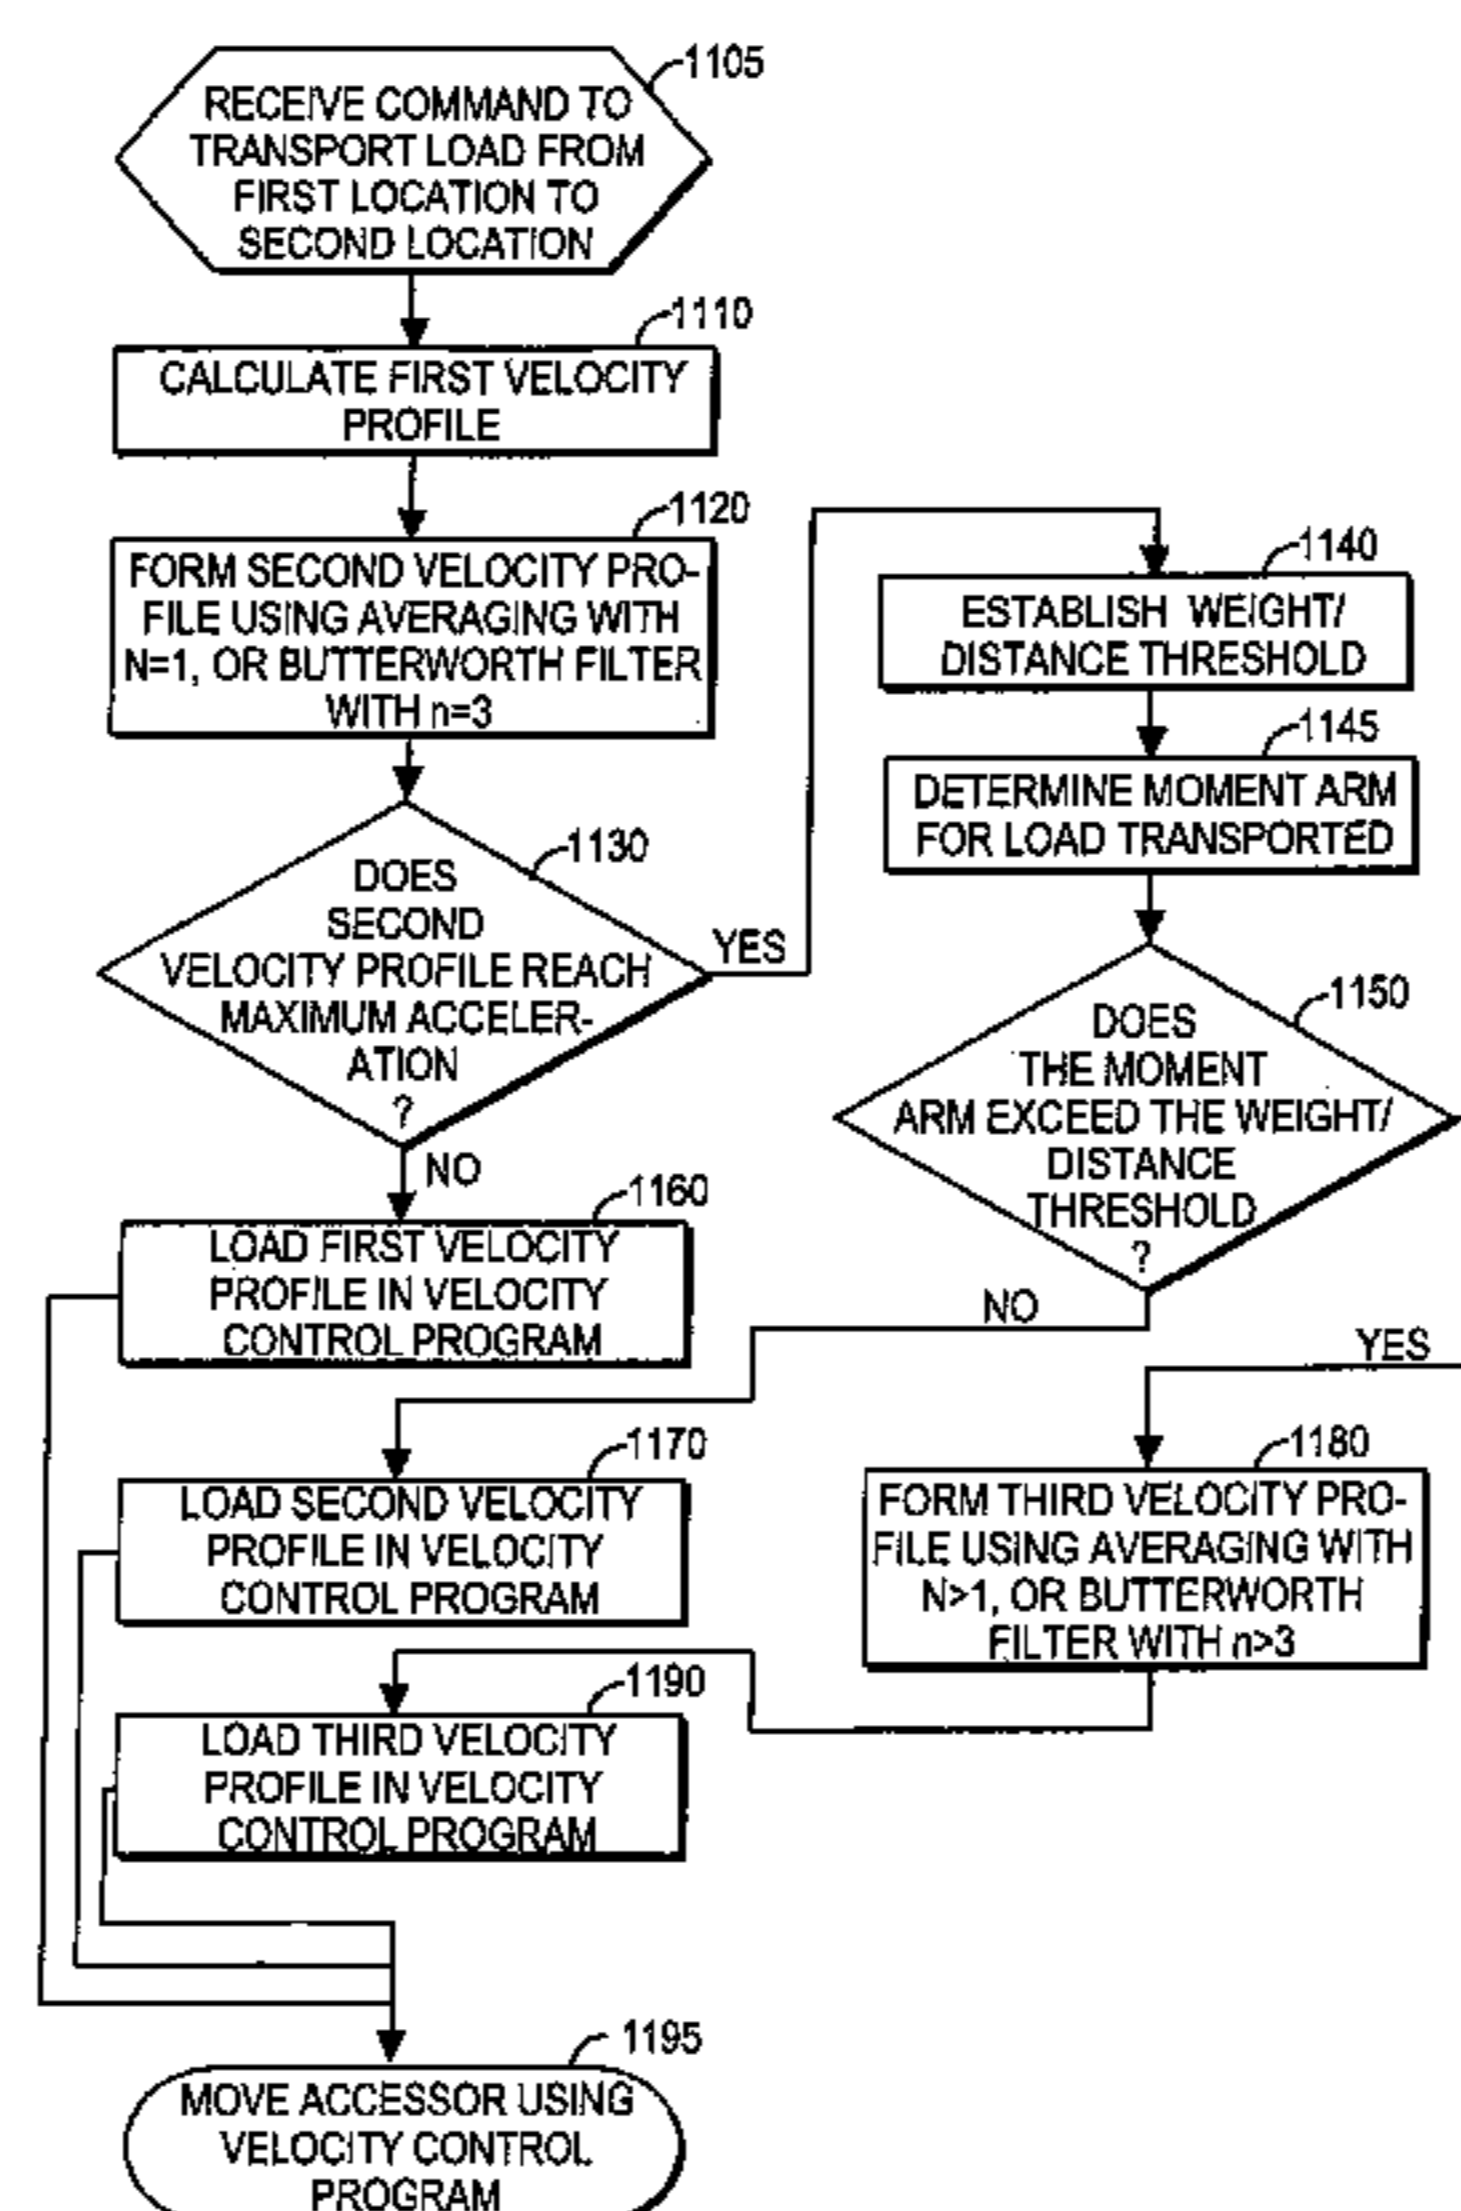 1105
RECEIVE COMMAND TO
TRANSPORT LOAD FROM
FIRST LOCATION TO
SECOND LOCATION
1110
CALCULATE FIRST VELOCITY
PROFILE
1120
FORM SECOND VELOCITY PRO-
FILE USING AVERAGING WITH
N=1, OR BUTTERWORTH FILTER
WITH n=3
1130
DOES
SECOND
VELOCITY PROFILE REACH
MAXIMUM ACCELER-
ATION
?
YES
NO
1140
ESTABLISH WEIGHT/
DISTANCE THRESHOLD
1145
DETERMINE MOMENT ARM
FOR LOAD TRANSPORTED
1150
DOES
THE MOMENT
ARM EXCEED THE WEIGHT/
DISTANCE
THRESHOLD
?
NO
YES
1160
LOAD FIRST VELOCITY
PROFILE IN VELOCITY
CONTROL PROGRAM
1170
LOAD SECOND VELOCITY
PROFILE IN VELOCITY
CONTROL PROGRAM
1180
FORM THIRD VELOCITY PRO-
FILE USING AVERAGING WITH
N>1, OR BUTTERWORTH
FILTER WITH n>3
1190
LOAD THIRD VELOCITY
PROFILE IN VELOCITY
CONTROL PROGRAM
1195
MOVE ACCESSOR USING
VELOCITY CONTROL
PROGRAM